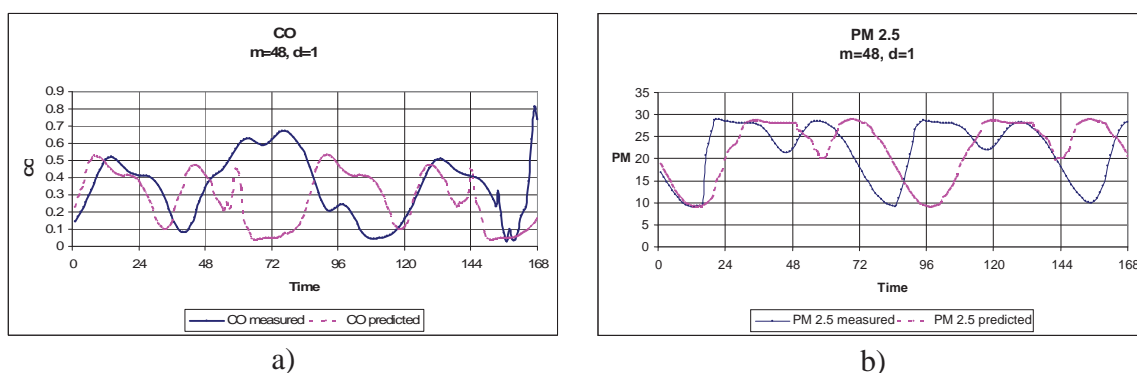 CO
m=48, d=1
0.9
0.8
0.7
0.6
0.5
0.4
0.3
0.2
0.1
0
CC
0 24 48 72 96 120 144 168
Time
CO measured CO predicted
a)
PM 2.5
m=48, d=1
35
30
25
20
15
10
5
0
PM
0 24 48 72 96 120 144 168
Time
PM 2.5 measured PM 2.5 predicted
b)